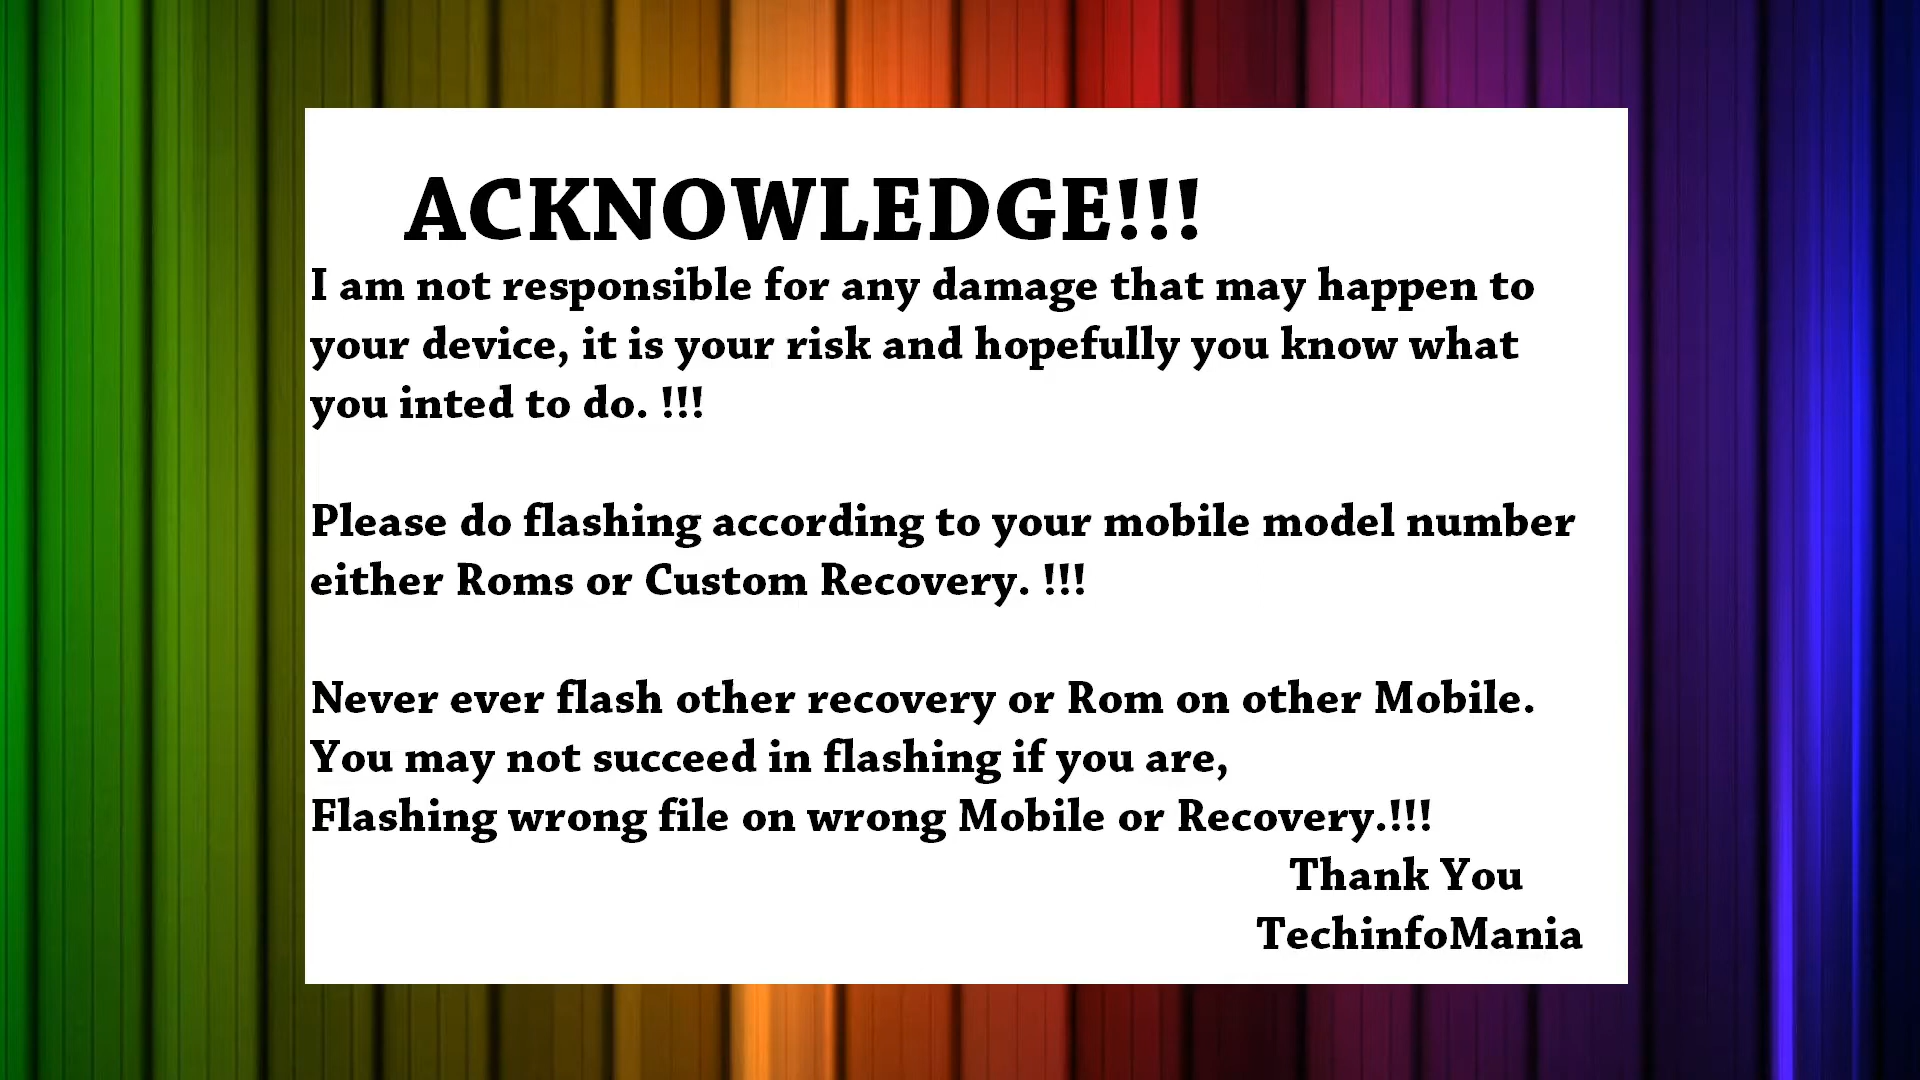 ACKNOWLEDGE!!!
I am not responsible for any damage that may happen to
your device, it is your risk and hopefully you know what
you inted to do. !!!
Please do flashing according to your mobile model number
either Roms or Custom Recovery. !!!
Never ever flash other recovery or Rom on other Mobile.
You may not succeed in flashing if you are,
Flashing wrong file on wrong Mobile or Recovery.!!!
Thank You
TechinfoMania